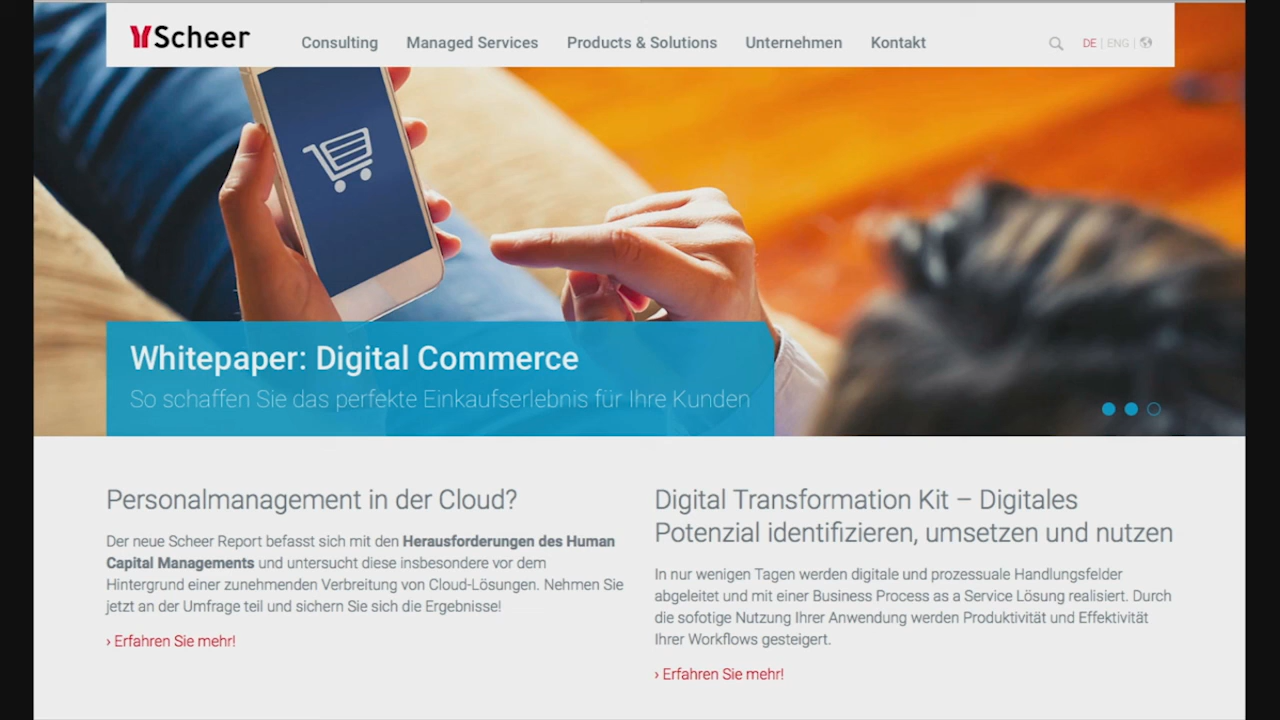 Scheer
Consulting Managed Services Products & Solutions Unternehmen Kontakt
DE | ENG |
Whitepaper: Digital Commerce
So schaffen Sie das perfekte Einkaufserlebnis für Ihre Kunden
Personalmanagement in der Cloud?
Der neue Scheer Report befasst sich mit den Herausforderungen des Human
Capital Managements und untersucht diese insbesondere vor dem
Hintergrund einer zunehmenden Verbreitung von Cloud-Lösungen. Nehmen Sie
jetzt an der Umfrage teil und sichern Sie sich die Ergebnisse!
› Erfahren Sie mehr!
Digital Transformation Kit – Digitales
Potenzial identifizieren, umsetzen und nutzen
In nur wenigen Tagen werden digitale und prozessuale Handlungsfelder
abgeleitet und mit einer Business Process as a Service Lösung realisiert. Durch
die sofotige Nutzung Ihrer Anwendung werden Produktivität und Effektivität
Ihrer Workflows gesteigert.
› Erfahren Sie mehr!